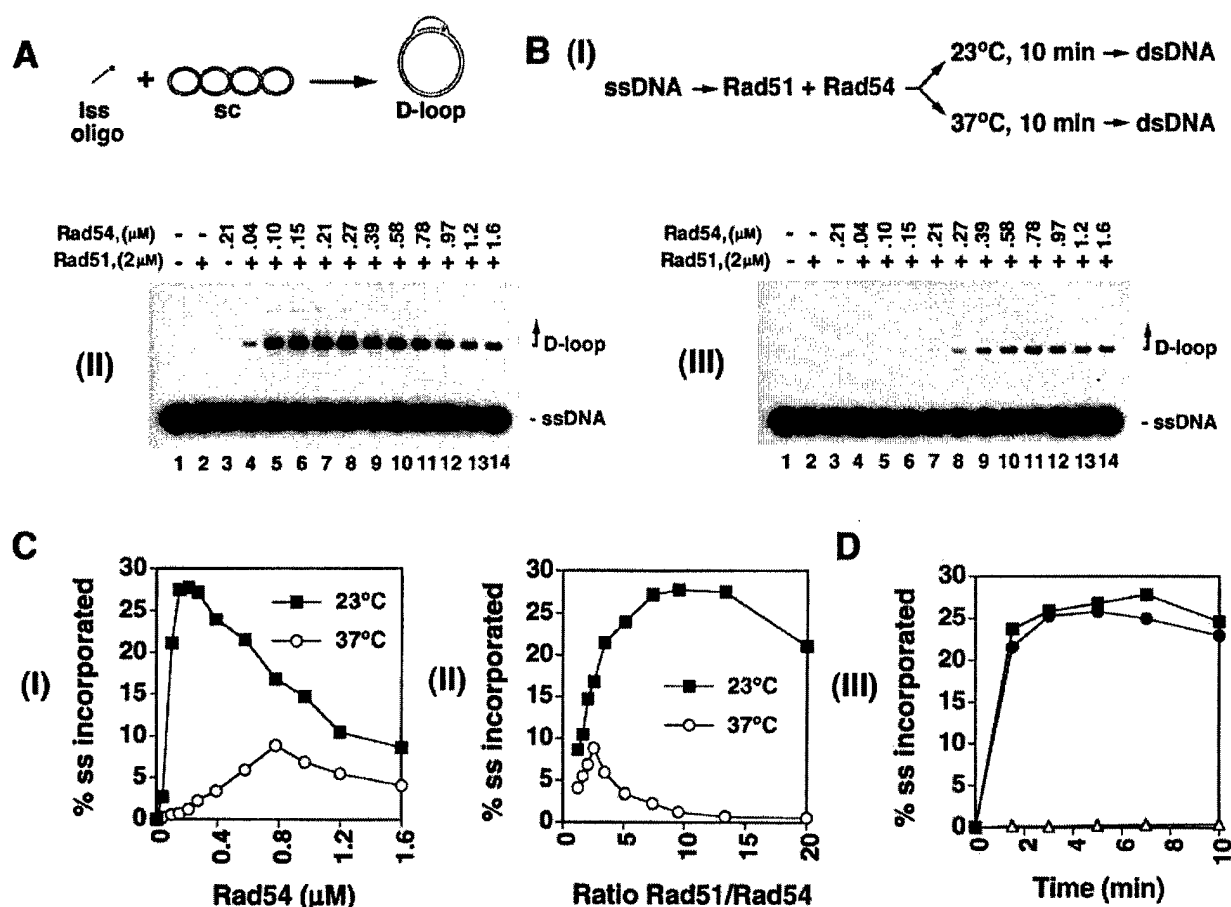 A
lss
oligo
+
sc
D-loop
B (I)
ssDNA → Rad51 + Rad54
23°C, 10 min → dsDNA
37°C, 10 min → dsDNA
(II)
Rad54,(µM) - - .21 .04 .10 .15 .21 .27 .39 .58 .78 .97 1.2 1.6
Rad51,(2µM) - + - + + + + + + + + + + +
D-loop
- ssDNA
1 2 3 4 5 6 7 8 9 10 11 12 13 14
(III)
Rad54,(µM) - - .21 .04 .10 .15 .21 .27 .39 .58 .78 .97 1.2 1.6
Rad51,(2µM) - + - + + + + + + + + + + +
D-loop
- ssDNA
1 2 3 4 5 6 7 8 9 10 11 12 13 14
C
(I)
% ss incorporated
30
25
20
15
10
5
0
23°C
37°C
0 0.4 0.8 1.2 1.6
Rad54 (µM)
(II)
% ss incorporated
30
25
20
15
10
5
0
23°C
37°C
0 5 10 15 20
Ratio Rad51/Rad54
D
(III)
% ss incorporated
30
25
20
15
10
5
0
0 2 4 6 8 10
Time (min)